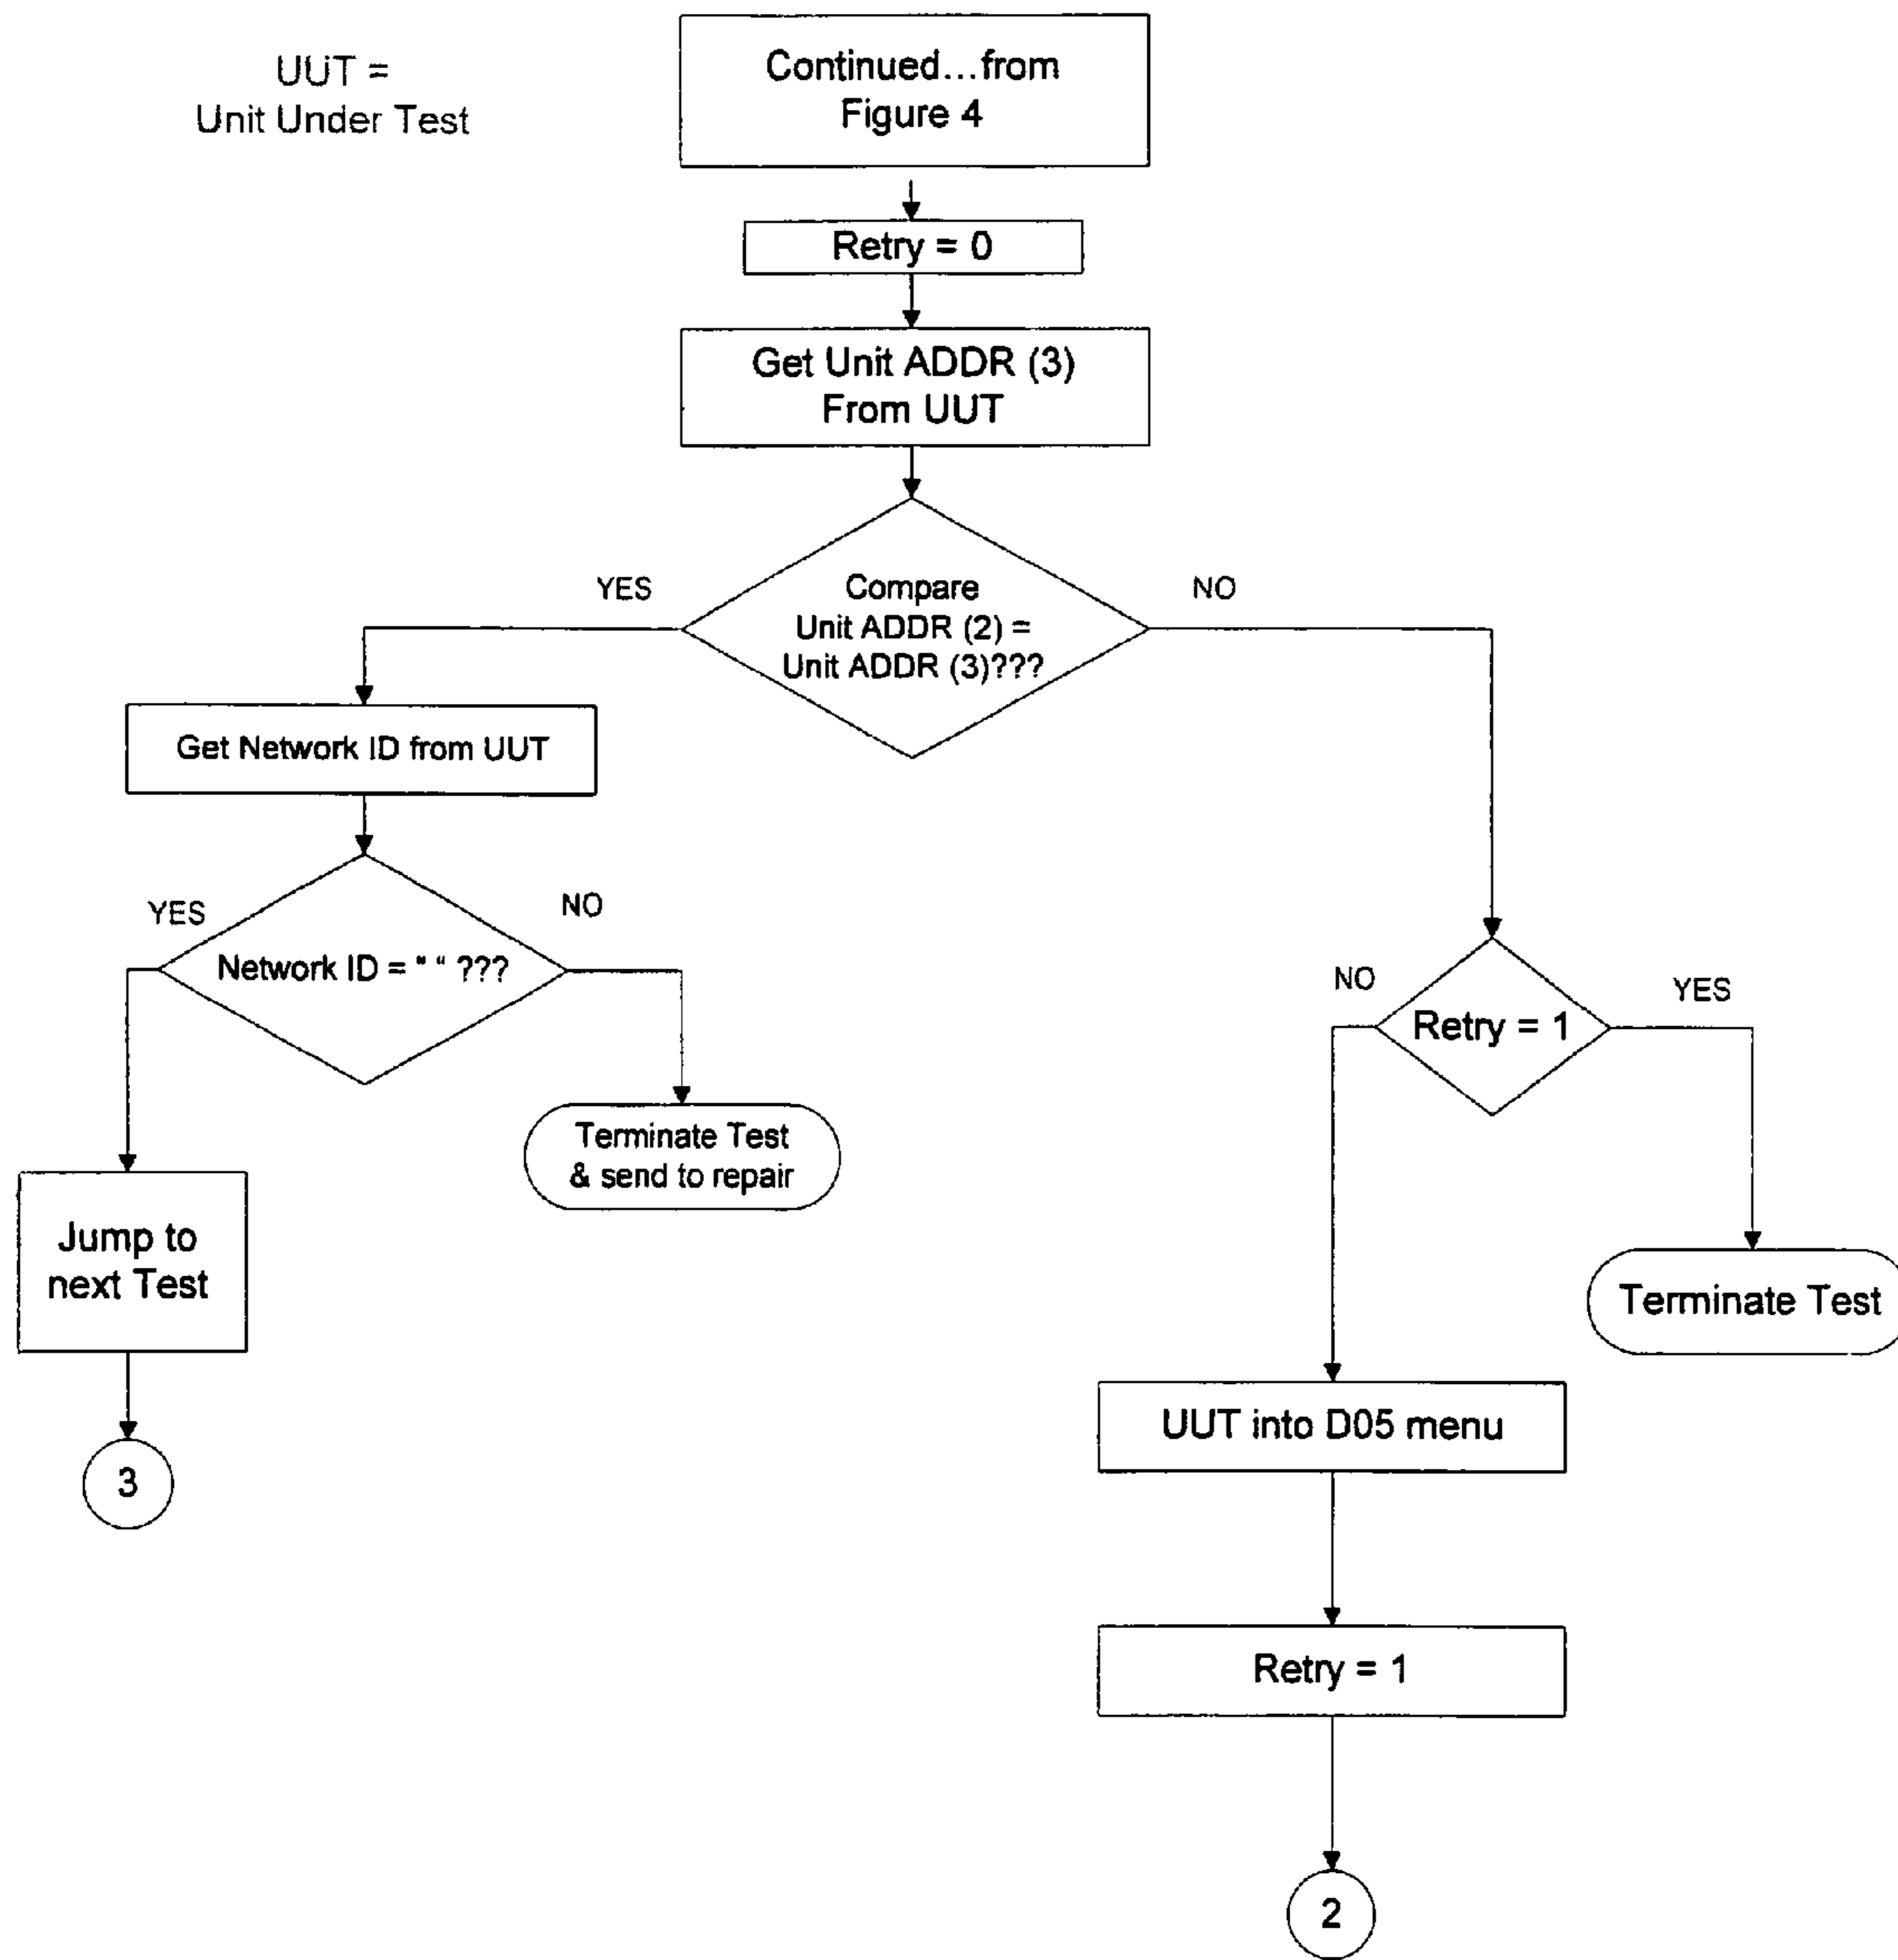 UUT =
Unit Under Test
Continued...from
Figure 4
Retry = 0
Get Unit ADDR (3)
From UUT
YES
Compare
Unit ADDR (2) =
Unit ADDR (3)???
NO
Get Network ID from UUT
YES
Network ID = " “ ???
NO
Terminate Test
& send to repair
Jump to
next Test
3
NO
Retry = 1
YES
Terminate Test
UUT into D05 menu
Retry = 1
2